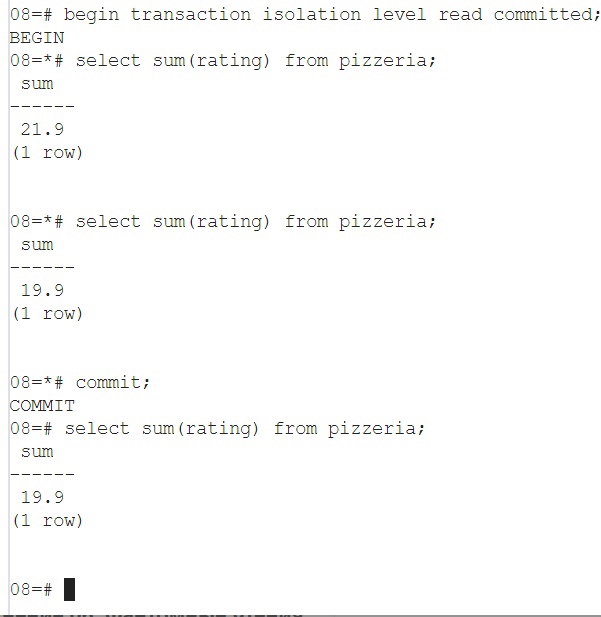 08=# begin transaction isolation level read committed;
BEGIN
08=*# select sum(rating) from pizzeria;
 sum
------
 21.9
(1 row)

08=*# select sum(rating) from pizzeria;
 sum
------
 19.9
(1 row)

08=*# commit;
COMMIT
08=# select sum(rating) from pizzeria;
 sum
------
 19.9
(1 row)

08=#